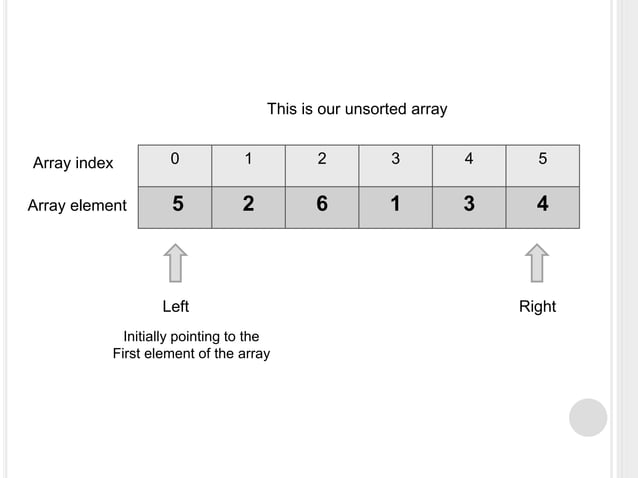 This is our unsorted array
Array index 0 1 2 3 4 5
Array element 5 2 6 1 3 4
Left Right
Initially pointing to the
First element of the array